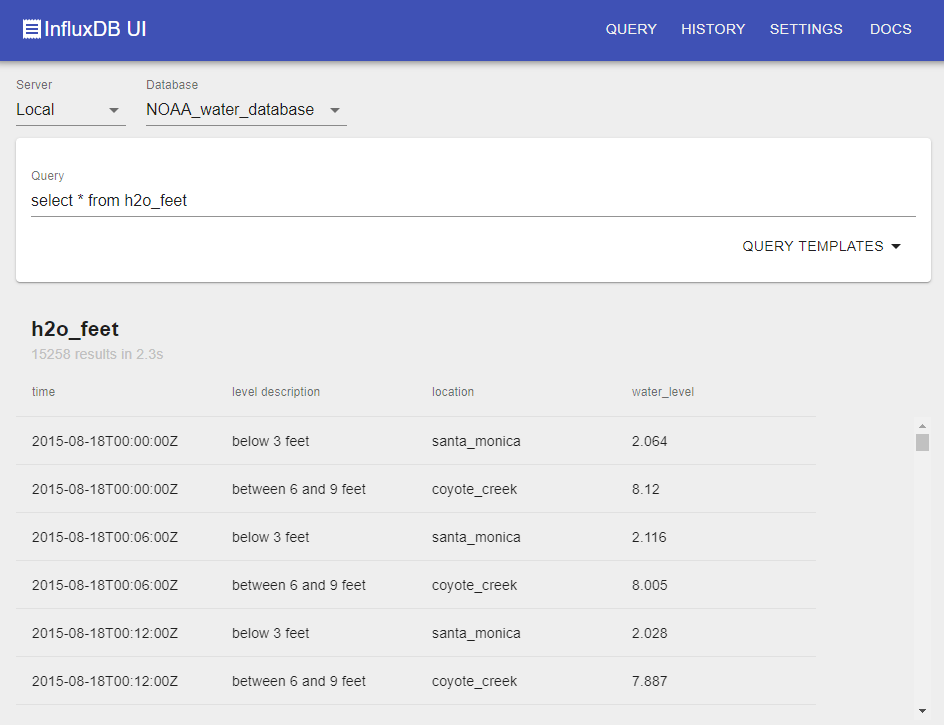 InfluxDB UI QUERY HISTORY SETTINGS DOCS
Server Database
Local NOAA_water_database
Query
select * from h2o_feet
QUERY TEMPLATES
h2o_feet
15258 results in 2.3s
time level description location water_level
2015-08-18T00:00:00Z below 3 feet santa_monica 2.064
2015-08-18T00:00:00Z between 6 and 9 feet coyote_creek 8.12
2015-08-18T00:06:00Z below 3 feet santa_monica 2.116
2015-08-18T00:06:00Z between 6 and 9 feet coyote_creek 8.005
2015-08-18T00:12:00Z below 3 feet santa_monica 2.028
2015-08-18T00:12:00Z between 6 and 9 feet coyote_creek 7.887